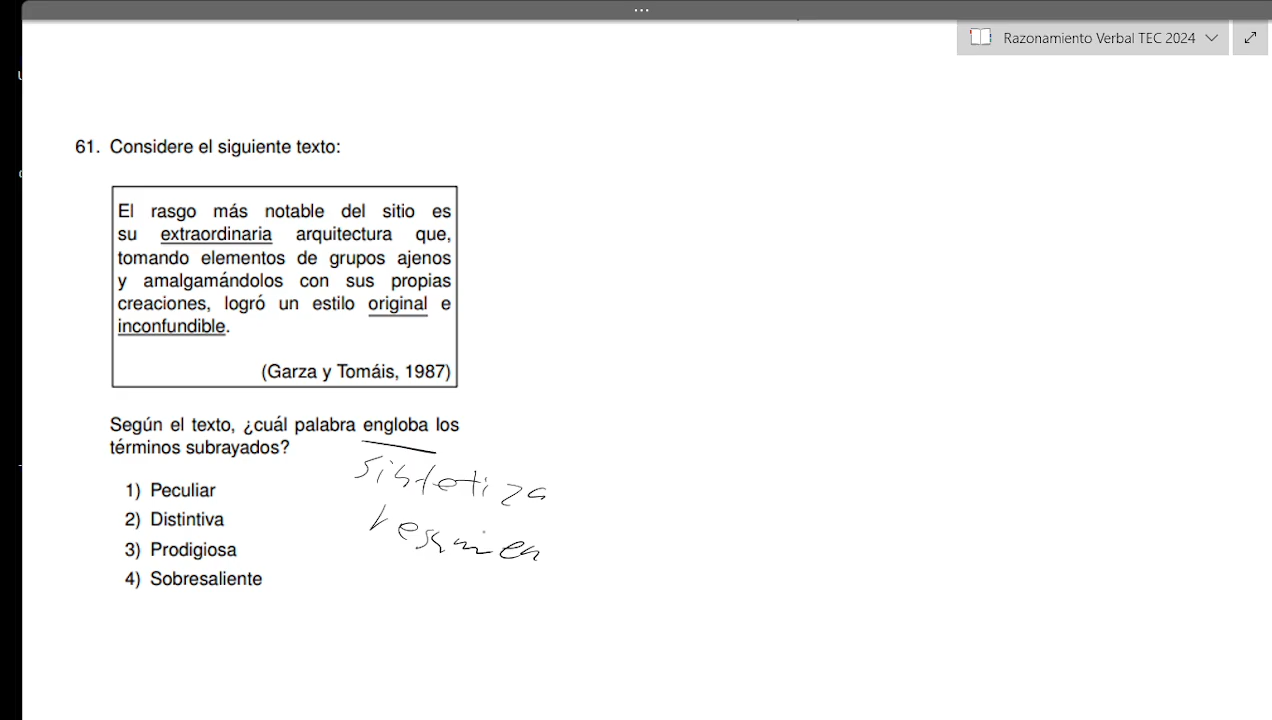 ...
Razonamiento Verbal TEC 2024
61. Considere el siguiente texto:
El rasgo más notable del sitio es
su extraordinaria arquitectura que,
tomando elementos de grupos ajenos
y amalgamándolos con sus propias
creaciones, logró un estilo original e
inconfundible.
(Garza y Tomáis, 1987)
Según el texto, ¿cuál palabra engloba los
términos subrayados?
sintetiza
resumen
1) Peculiar
2) Distintiva
3) Prodigiosa
4) Sobresaliente